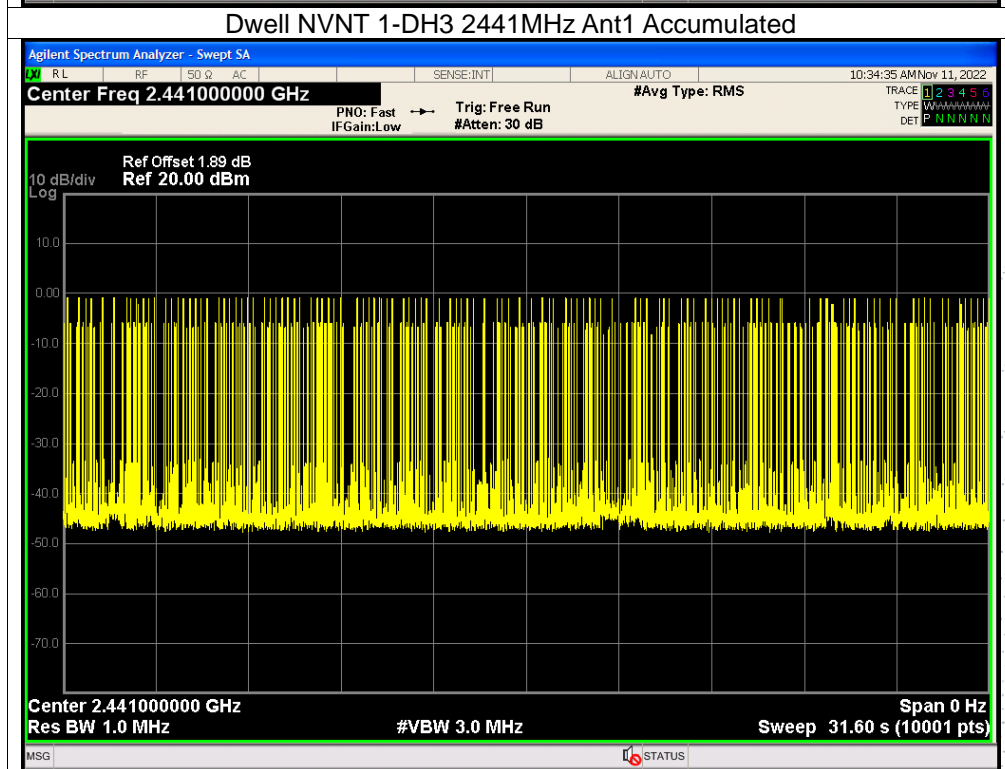 Dwell NVNT 1-DH3 2441MHz Ant1 Accumulated
Agilent Spectrum Analyzer - Swept SA
LXI RL RF 50 Ω AC SENSE:INT ALIGN AUTO 10:34:35 AM Nov 11, 2022
Center Freq 2.441000000 GHz #Avg Type: RMS TRACE 1 2 3 4 5 6
PNO: Fast Trig: Free Run TYPE WWWWWW
IFGain:Low #Atten: 30 dB DET P N N N N N
Ref Offset 1.89 dB
10 dB/div Ref 20.00 dBm
Log
10.0
0.00
-10.0
-20.0
-30.0
-40.0
-50.0
-60.0
-70.0
Center 2.441000000 GHz Span 0 Hz
Res BW 1.0 MHz #VBW 3.0 MHz Sweep 31.60 s (10001 pts)
MSG STATUS